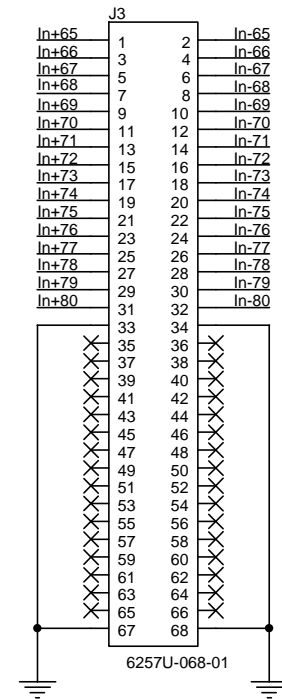 J3
In+65 1 2 In-65
In+66 3 4 In-66
In+67 5 6 In-67
In+68 7 8 In-68
In+69 9 10 In-69
In+70 11 12 In-70
In+71 13 14 In-71
In+72 15 16 In-72
In+73 17 18 In-73
In+74 19 20 In-74
In+75 21 22 In-75
In+76 23 24 In-76
In+77 25 26 In-77
In+78 27 28 In-78
In+79 29 30 In-79
In+80 31 32 In-80
33 34
35 36
37 38
39 40
41 42
43 44
45 46
47 48
49 50
51 52
53 54
55 56
57 58
59 60
61 62
63 64
65 66
67 68
6257U-068-01